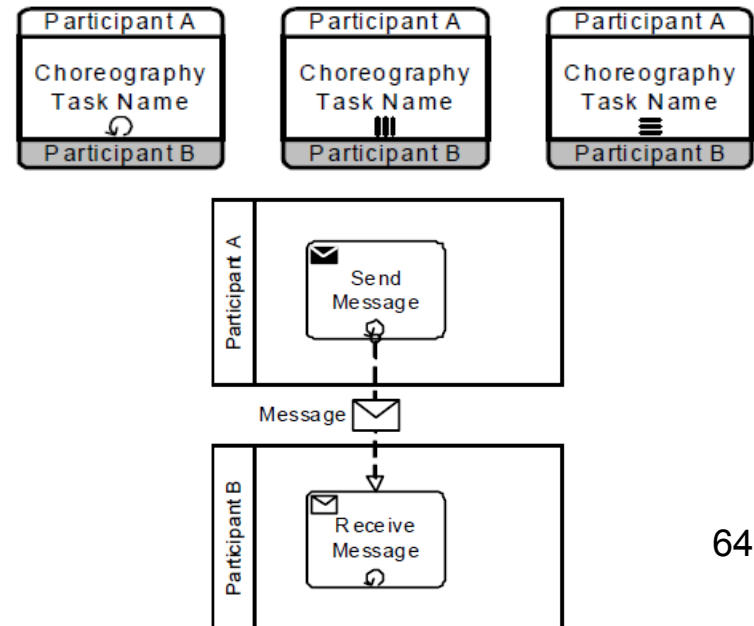 Participant A
Choreography
Task Name
Participant B
Participant A
Choreography
Task Name
Participant B
Participant A
Choreography
Task Name
Participant B
Participant A
Send
Message
Message
Participant B
Receive
Message
64